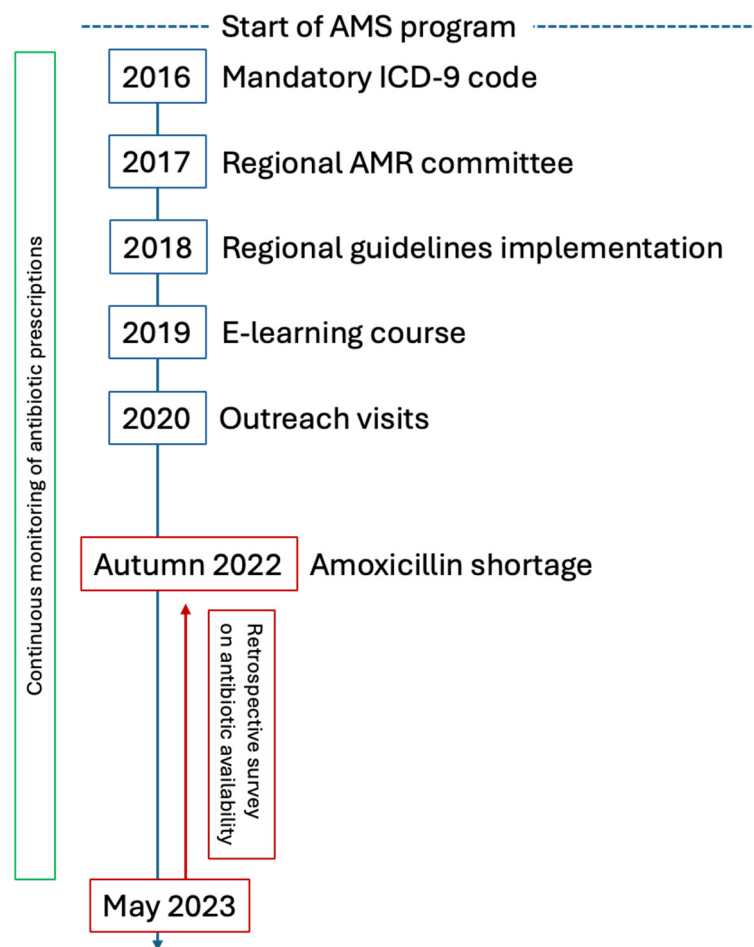 Start of AMS program
2016 Mandatory ICD-9 code
2017 Regional AMR committee
2018 Regional guidelines implementation
2019 E-learning course
2020 Outreach visits
Autumn 2022 Amoxicillin shortage
Retrospective survey
on antibiotic availability
May 2023
Continuous monitoring of antibiotic prescriptions